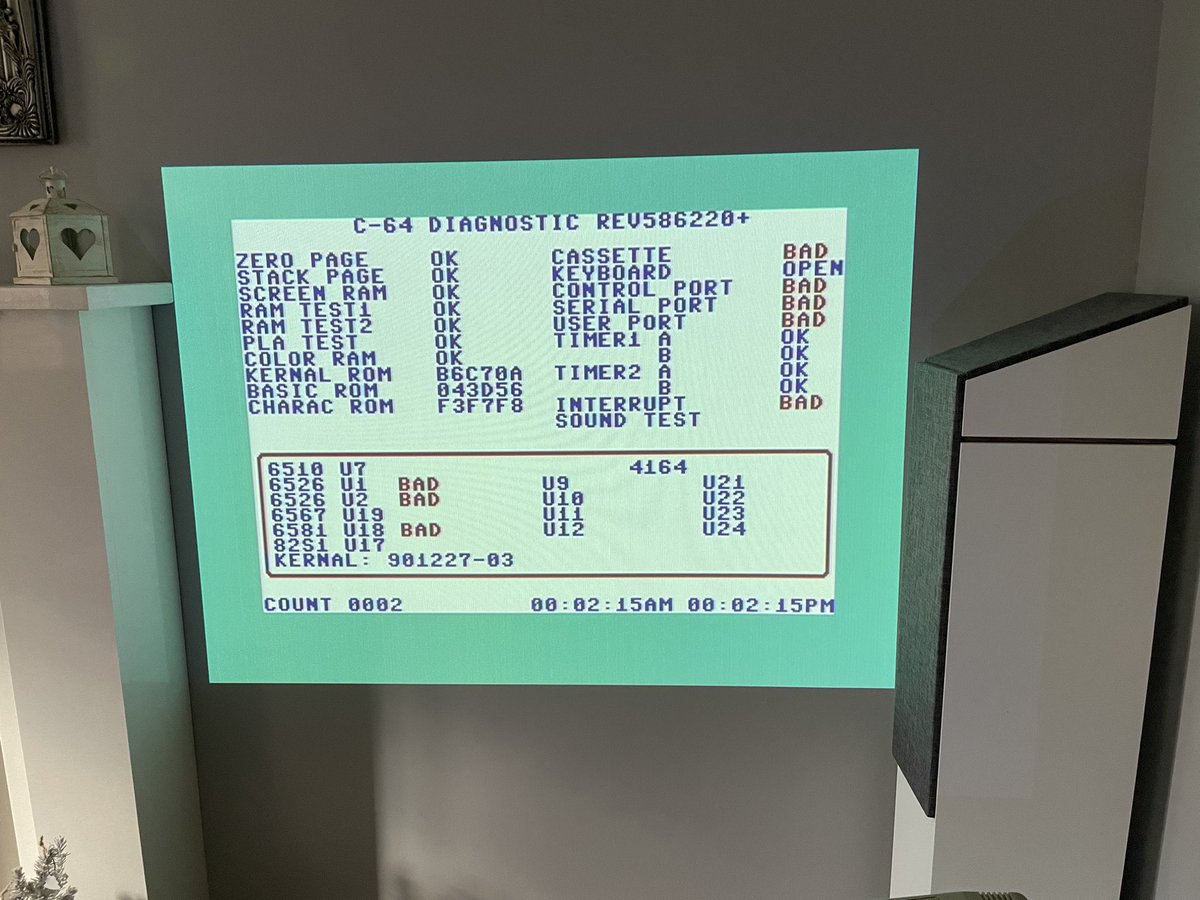 C-64 DIAGNOSTIC REV586220+
ZERO PAGE OK CASSETTE BAD
STACK PAGE OK KEYBOARD OPEN
SCREEN RAM OK CONTROL PORT BAD
RAM TEST1 OK SERIAL PORT BAD
RAM TEST2 OK USER PORT BAD
PLA TEST OK TIMER1 A OK
COLOR RAM OK B OK
KERNAL ROM B6C70A TIMER2 A OK
BASIC ROM 043D56 B OK
CHARAC ROM F3F7F8 INTERRUPT BAD
SOUND TEST
6510 U7 4164
6526 U1 BAD U9 U21
6526 U2 BAD U10 U22
6567 U19 U11 U23
6581 U18 BAD U12 U24
82S1 U17
KERNAL: 901227-03
COUNT 0002 00:02:15AM 00:02:15PM